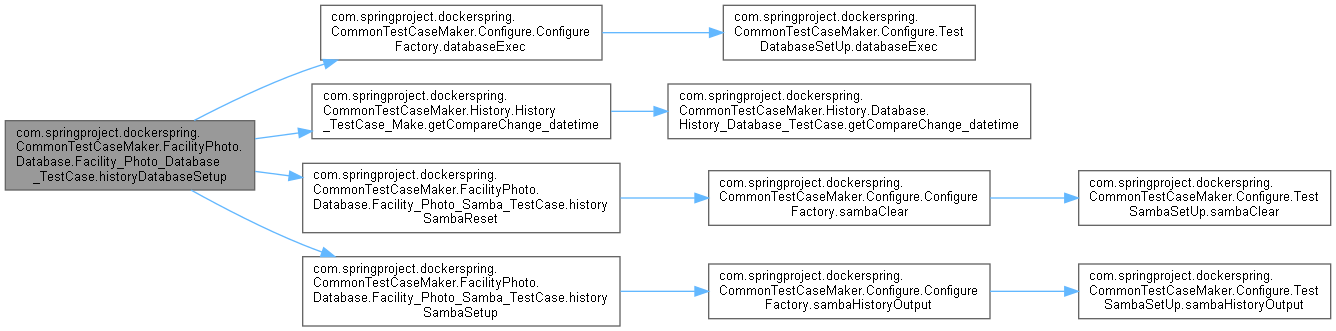 com.springproject.dockerspring.
CommonTestCaseMaker.FacilityPhoto.
Database.Facility_Photo_Database
_TestCase.historyDatabaseSetup
com.springproject.dockerspring.
CommonTestCaseMaker.Configure.Configure
Factory.databaseExec
com.springproject.dockerspring.
CommonTestCaseMaker.Configure.Test
DatabaseSetUp.databaseExec
com.springproject.dockerspring.
CommonTestCaseMaker.History.History
_TestCase_Make.getCompareChange_datetime
com.springproject.dockerspring.
CommonTestCaseMaker.History.Database.
History_Database_TestCase.getCompareChange_datetime
com.springproject.dockerspring.
CommonTestCaseMaker.FacilityPhoto.
Database.Facility_Photo_Samba_TestCase.history
SambaReset
com.springproject.dockerspring.
CommonTestCaseMaker.Configure.Configure
Factory.sambaClear
com.springproject.dockerspring.
CommonTestCaseMaker.Configure.Test
SambaSetUp.sambaClear
com.springproject.dockerspring.
CommonTestCaseMaker.FacilityPhoto.
Database.Facility_Photo_Samba_TestCase.history
SambaSetup
com.springproject.dockerspring.
CommonTestCaseMaker.Configure.Configure
Factory.sambaHistoryOutput
com.springproject.dockerspring.
CommonTestCaseMaker.Configure.Test
SambaSetUp.sambaHistoryOutput